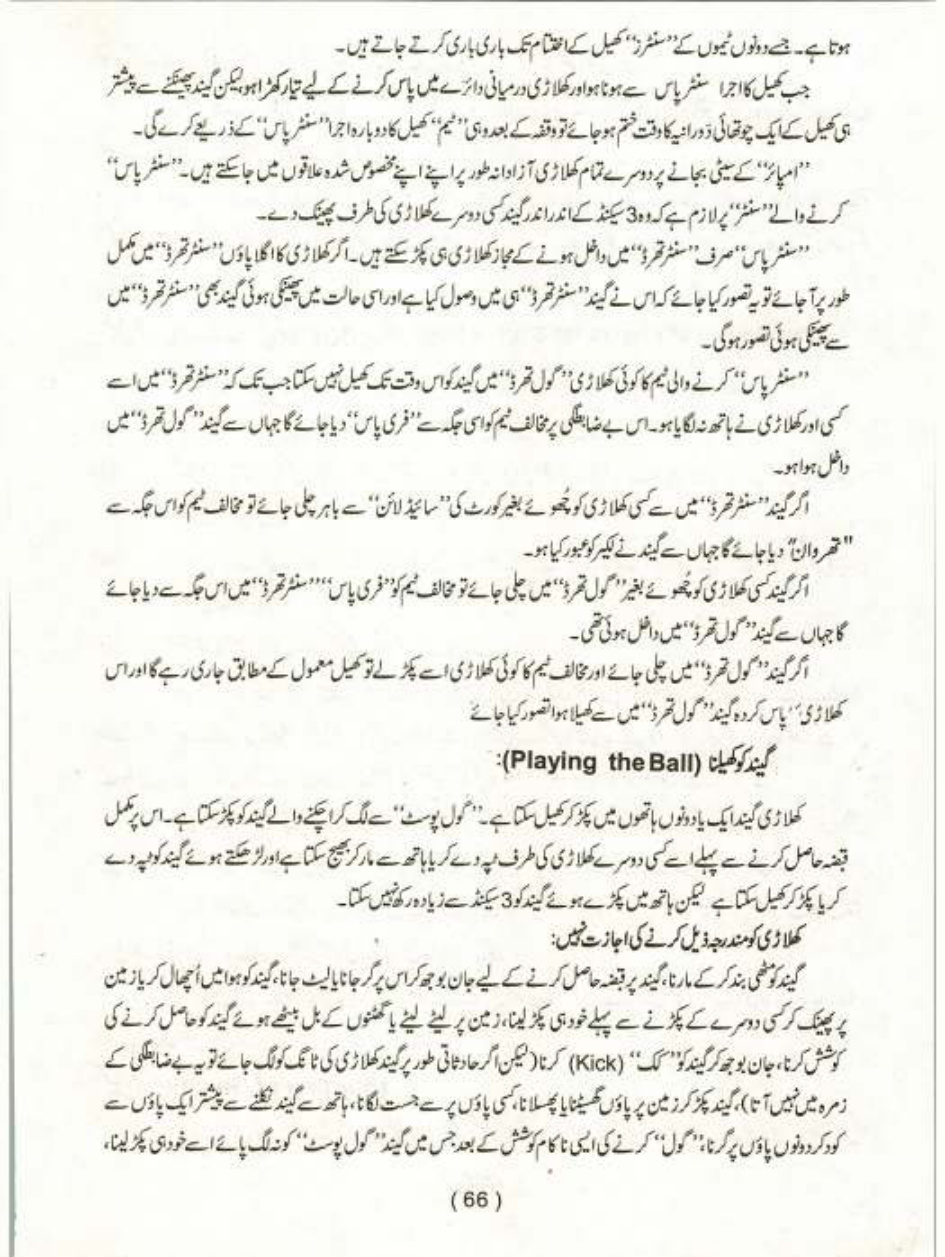 ہوتا ہے۔ جسے دونوں ٹیموں کے ”سنٹرز“ کھیل کے اختتام تک باری باری کرتے جاتے ہیں۔
جب کھیل کا اجرا سنٹر پاس سے ہونا ہو اور کھلاڑی درمیانی دائرے میں پاس کرنے کے لیے تیار کھڑا ہو، لیکن گیند پھینکنے سے پیشتر
ہی کھیل کے ایک چوتھائی دَورانیہ کا وقت ختم ہو جائے تو وقفہ کے بعد وہی ”ٹیم“ کھیل کا دوبارہ اجرا ”سنٹر پاس“ کے ذریعے کرے گی۔
”امپائر“ کے سیٹی بجانے پر دوسرے تمام کھلاڑی آزادانہ طور پر اپنے اپنے مخصوص شدہ علاقوں میں جا سکتے ہیں۔ ”سنٹر پاس“
کرنے والے ”سنٹر“ پر لازم ہے کہ وہ 3 سیکنڈ کے اندر اندر گیند کسی دوسرے کھلاڑی کی طرف پھینک دے۔
”سنٹر پاس“ صرف ”سنٹر تھرڈ“ میں داخل ہونے کے مجاز کھلاڑی ہی پکڑ سکتے ہیں۔ اگر کھلاڑی کا اگلا پاؤں ”سنٹر تھرڈ“ میں مکمل
طور پر آ جائے تو یہ تصور کیا جائے کہ اس نے گیند ”سنٹر تھرڈ“ ہی میں وصول کیا ہے اور اسی حالت میں پھینکی ہوئی گیند بھی ”سنٹر تھرڈ“ میں
سے پھینکی ہوئی تصور ہو گی۔
”سنٹر پاس“ کرنے والی ٹیم کا کوئی کھلاڑی ”گول تھرڈ“ میں گیند کو اس وقت تک کھیل نہیں سکتا جب تک کہ ”سنٹر تھرڈ“ میں اسے
کسی اور کھلاڑی نے ہاتھ نہ لگایا ہو۔ اس بے ضابطگی پر مخالف ٹیم کو اسی جگہ سے ”فری پاس“ دیا جائے گا جہاں سے گیند ”گول تھرڈ“ میں
داخل ہوا ہو۔
اگر گیند ”سنٹر تھرڈ“ میں سے کسی کھلاڑی کو چُھوئے بغیر کورٹ کی ”سائیڈ لائن“ سے باہر چلی جائے تو مخالف ٹیم کو اس جگہ سے
"تھرو ان" دیا جائے گا جہاں سے گیند نے لکیر کو عبور کیا ہو۔
اگر گیند کسی کھلاڑی کو چُھوئے بغیر ”گول تھرڈ“ میں چلی جائے تو مخالف ٹیم کو ”فری پاس“ ”سنٹر تھرڈ“ میں اس جگہ سے دیا جائے
گا جہاں سے گیند ”گول تھرڈ“ میں داخل ہوئی تھی۔
اگر گیند ”گول تھرڈ“ میں چلی جائے اور مخالف ٹیم کا کوئی کھلاڑی اسے پکڑ لے تو کھیل معمول کے مطابق جاری رہے گا اور اس
کھلاڑی“ پاس کردہ گیند ”گول تھرڈ“ میں سے کھیلا ہوا تصور کیا جائے
گیند کو کھیلنا (Playing the Ball):
کھلاڑی گیند ایک یا دونوں ہاتھوں میں پکڑ کر کھیل سکتا ہے۔ ”گول پوسٹ“ سے لگ کر اچکنے والے گیند کو پکڑ سکتا ہے۔ اس پر مکمل
قبضہ حاصل کرنے سے پہلے اسے کسی دوسرے کھلاڑی کی طرف ٹپہ دے کر یا ہاتھ سے مار کر بھیج سکتا ہے اور لڑھکتے ہوئے گیند کو ٹپہ دے
کر یا پکڑ کر کھیل سکتا ہے لیکن ہاتھ میں پکڑے ہوئے گیند کو 3 سیکنڈ سے زیادہ رکھ نہیں سکتا۔
کھلاڑی کو مندرجہ ذیل کرنے کی اجازت نہیں:
گیند کو مٹھی بند کر کے مارنا، گیند پر قبضہ حاصل کرنے کے لیے جان بوجھ کر اس پر گر جانا یا لیٹ جانا، گیند کو ہوا میں اُچھال کر یا زمین
پر پھینک کر کسی دوسرے کے پکڑنے سے پہلے خود ہی پکڑ لینا، زمین پر لیٹے لیٹے یا گھٹنوں کے بل بیٹھے ہوئے گیند کو حاصل کرنے کی
کوشش کرنا، جان بوجھ کر گیند کو ”کک“ (Kick) کرنا (لیکن اگر حادثاتی طور پر گیند کھلاڑی کی ٹانگ کو لگ جائے تو یہ بے ضابطگی کے
زمرہ میں نہیں آتا)، گیند پکڑ کر زمین پر پاؤں گھسیٹنا یا پھسلانا، کسی پاؤں پر سے جست لگانا، ہاتھ سے گیند نکلنے سے پیشتر ایک پاؤں سے
کود کر دونوں پاؤں پر گرنا، ”گول“ کرنے کی ایسی ناکام کوشش کے بعد جس میں گیند ”گول پوسٹ“ کو نہ لگ پائے اسے خود ہی پکڑ لینا،
(66)